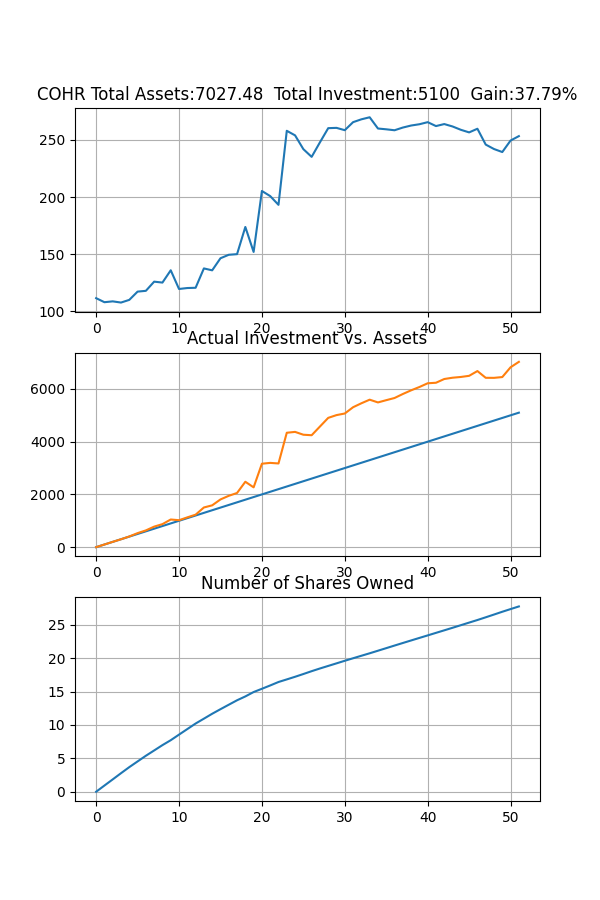 COHR Total Assets:7027.48  Total Investment:5100  Gain:37.79%
250
200
150
100
0 10 20 30 40 50
Actual Investment vs. Assets
6000
4000
2000
0
0 10 20 30 40 50
Number of Shares Owned
25
20
15
10
5
0
0 10 20 30 40 50